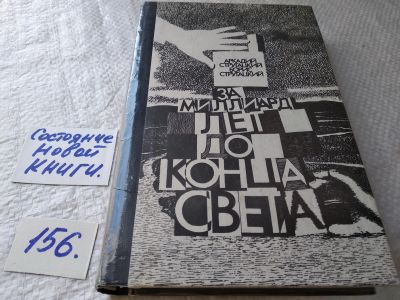 АРКАДИЙ
СТРУГАЦКИЙ
БОРИС
СТРУГАЦКИЙ
ЗА
МИЛЛИАРД
ЛЕТ
ДО
КОНЦА
СВЕТА
Состояние
Новой
Книги.
156.